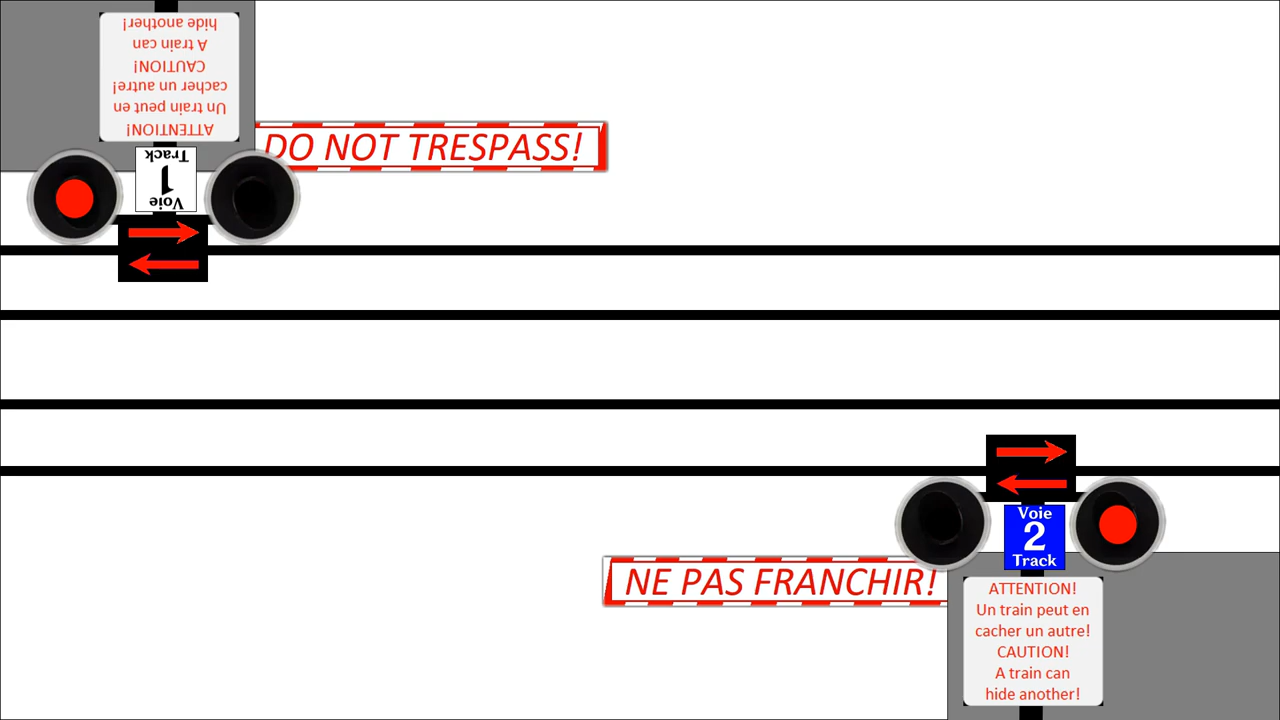 ATTENTION!
Un train peut en
cacher un autre!
CAUTION!
A train can
hide another!
Voie
1
Track
DO NOT TRESPASS!
Voie
2
Track
NE PAS FRANCHIR!
ATTENTION!
Un train peut en
cacher un autre!
CAUTION!
A train can
hide another!